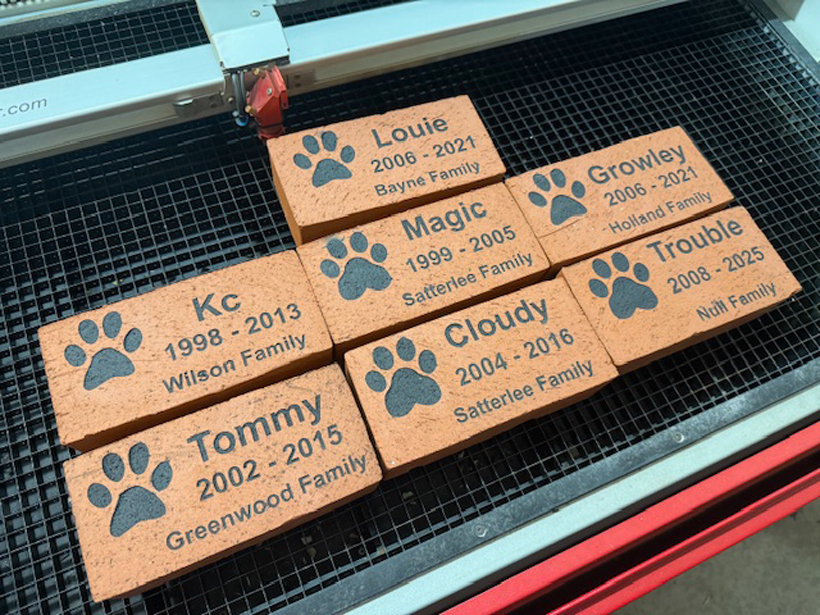 r.com
Louie
2006 - 2021
Bayne Family
Growley
2006 - 2021
Holland Family
Magic
1999 - 2005
Satterlee Family
Trouble
2008 - 2025
Null Family
Kc
1998 - 2013
Wilson Family
Cloudy
2004 - 2016
Satterlee Family
Tommy
2002 - 2015
Greenwood Family